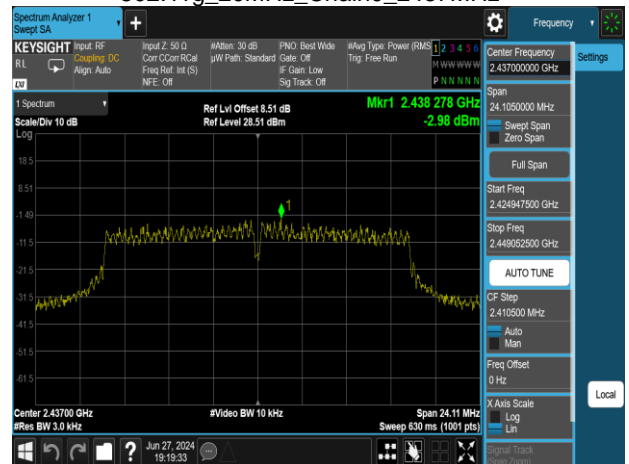 Spectrum Analyzer 1
Swept SA
+
Frequency
KEYSIGHT Input: RF
RL
Coupling: DC
Align: Auto
LXI
Input Z: 50 Ω
Corr CCorr RCal
Freq Ref: Int (S)
NFE: Off
#Atten: 30 dB
µW Path: Standard
PNO: Best Wide
Gate: Off
IF Gain: Low
Sig Track: Off
#Avg Type: Power (RMS
Trig: Free Run
1 2 3 4 5 6
M W W W W W
P N N N N N
1 Spectrum
Scale/Div 10 dB
Log
Ref Lvl Offset 8.51 dB
Ref Level 28.51 dBm
Mkr1 2.438 278 GHz
-2.98 dBm
18.5
8.51
-1.49
-11.5
-21.5
-31.5
-41.5
-51.5
-61.5
1
Center 2.43700 GHz
#Res BW 3.0 kHz
#Video BW 10 kHz
Span 24.11 MHz
Sweep 630 ms (1001 pts)
Jun 27, 2024
19:19:33
?
Center Frequency
2.437000000 GHz
Settings
Span
24.1050000 MHz
Swept Span
Zero Span
Full Span
Start Freq
2.424947500 GHz
Stop Freq
2.449052500 GHz
AUTO TUNE
CF Step
2.410500 MHz
Auto
Man
Freq Offset
0 Hz
X Axis Scale
Log
Lin
Local
Signal Track
(Span Zoom)